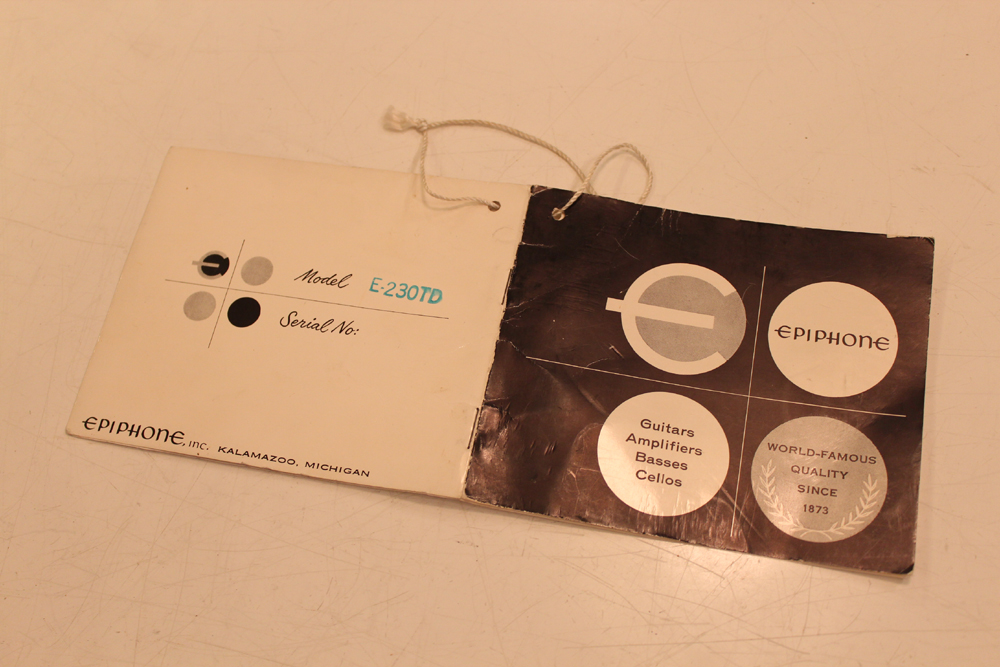 Model E-230TD
Serial No:
EPIPHONE, INC. KALAMAZOO, MICHIGAN
EPIPHONE
Guitars
Amplifiers
Basses
Cellos
WORLD-FAMOUS
QUALITY
SINCE
1873